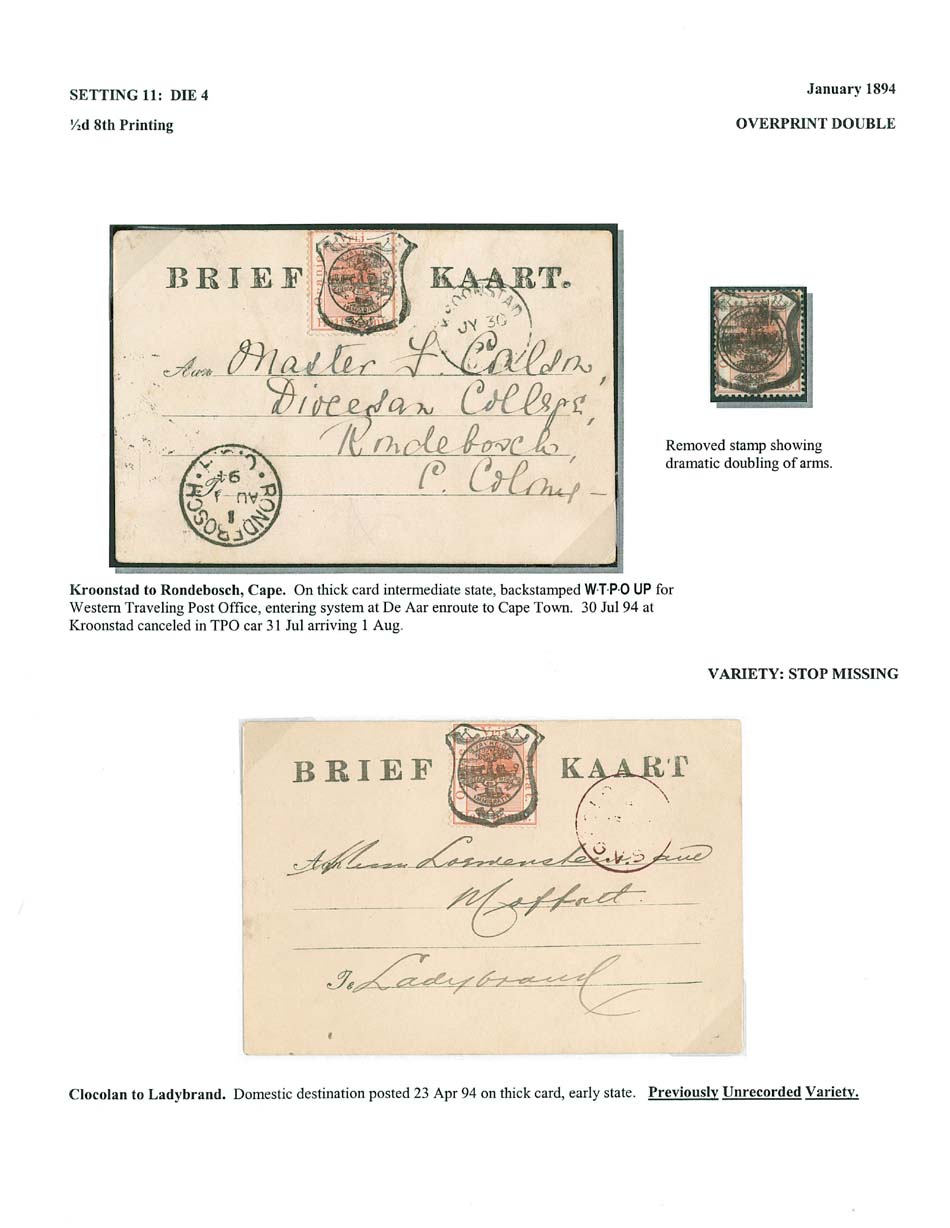 SETTING 11: DIE 4
January 1894
½d 8th Printing
OVERPRINT DOUBLE
BRIEF KAART.
KROONSTAD
JY 30
Aan Master F. Coulson,
Diocesan College,
Rondebosch,
C. Colony –
RONDEBOSCH
AU 1
94
Removed stamp showing
dramatic doubling of arms.
Kroonstad to Rondebosch, Cape. On thick card intermediate state, backstamped W·T·P·O UP for
Western Traveling Post Office, entering system at De Aar enroute to Cape Town. 30 Jul 94 at
Kroonstad canceled in TPO car 31 Jul arriving 1 Aug.
VARIETY: STOP MISSING
BRIEF KAART
O.V.S
Loewenstein and
Moffatt.
To Ladybrand
Clocolan to Ladybrand. Domestic destination posted 23 Apr 94 on thick card, early state. Previously Unrecorded Variety.